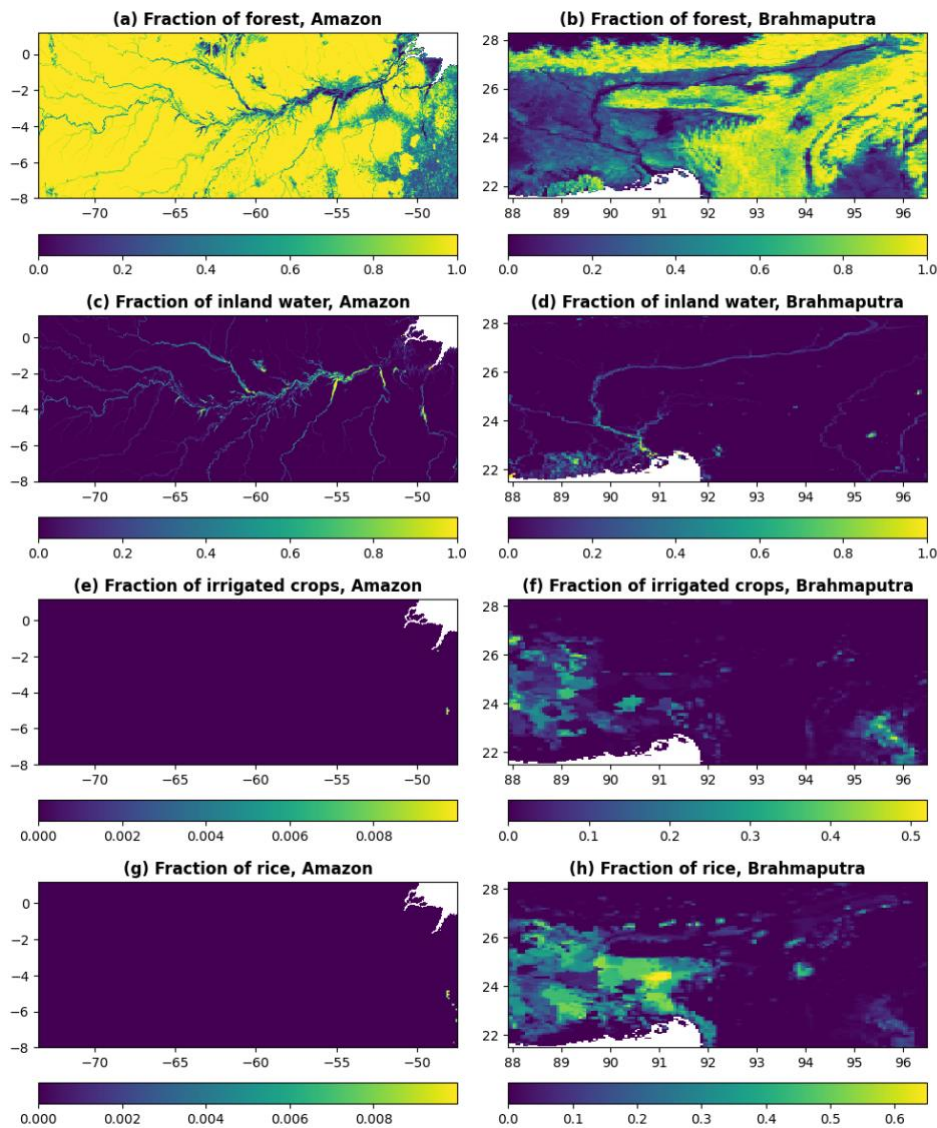 (a) Fraction of forest, Amazon
0
−2
−4
−6
−8
−70 −65 −60 −55 −50
0.0 0.2 0.4 0.6 0.8 1.0
(b) Fraction of forest, Brahmaputra
28
26
24
22
88 89 90 91 92 93 94 95 96
0.0 0.2 0.4 0.6 0.8 1.0
(c) Fraction of inland water, Amazon
0
−2
−4
−6
−8
−70 −65 −60 −55 −50
0.0 0.2 0.4 0.6 0.8 1.0
(d) Fraction of inland water, Brahmaputra
28
26
24
22
88 89 90 91 92 93 94 95 96
0.0 0.2 0.4 0.6 0.8 1.0
(e) Fraction of irrigated crops, Amazon
0
−2
−4
−6
−8
−70 −65 −60 −55 −50
0.000 0.002 0.004 0.006 0.008
(f) Fraction of irrigated crops, Brahmaputra
28
26
24
22
88 89 90 91 92 93 94 95 96
0.0 0.1 0.2 0.3 0.4 0.5
(g) Fraction of rice, Amazon
0
−2
−4
−6
−8
−70 −65 −60 −55 −50
0.000 0.002 0.004 0.006 0.008
(h) Fraction of rice, Brahmaputra
28
26
24
22
88 89 90 91 92 93 94 95 96
0.0 0.1 0.2 0.3 0.4 0.5 0.6